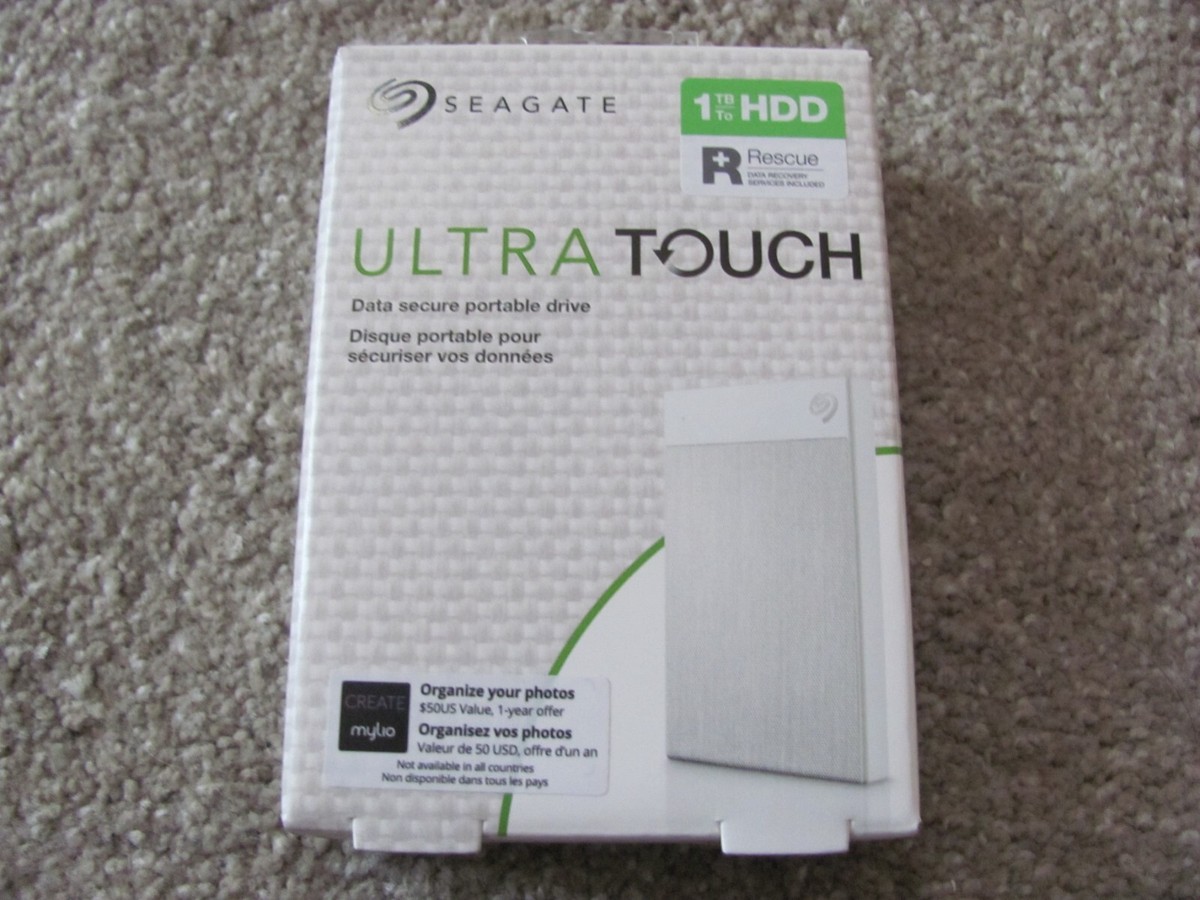 SEAGATE
1 TB To HDD
Rescue
DATA RECOVERY
SERVICES INCLUDED
ULTRA TOUCH
Data secure portable drive
Disque portable pour
sécuriser vos données
CREATE
mylio
Organize your photos
$50US Value, 1-year offer
Organisez vos photos
Valeur de 50 USD, offre d'un an
Not available in all countries
Non disponible dans tous les pays